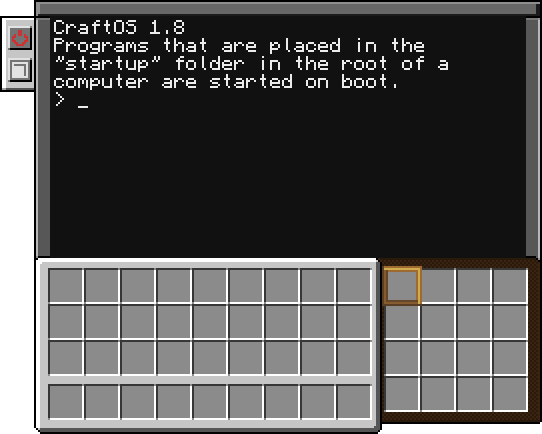 CraftOS 1.8
Programs that are placed in the
"startup" folder in the root of a
computer are started on boot.
> _